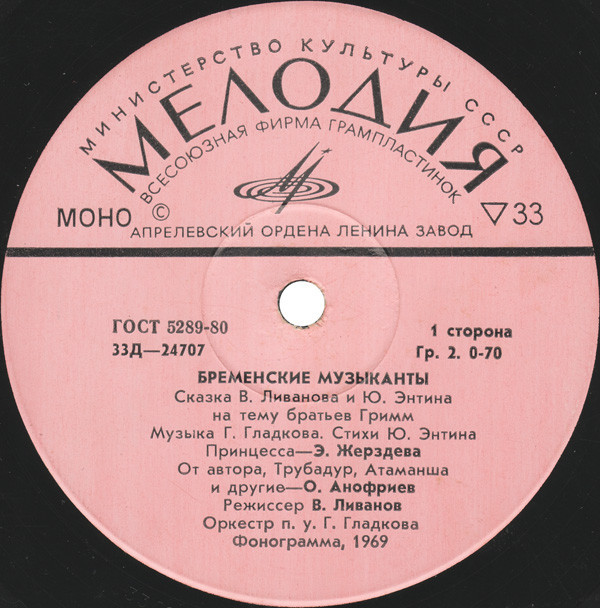 МИНИСТЕРСТВО КУЛЬТУРЫ СССР
МЕЛОДИЯ
ВСЕСОЮЗНАЯ ФИРМА ГРАМПЛАСТИНОК
МОНО © ▽33
АПРЕЛЕВСКИЙ ОРДЕНА ЛЕНИНА ЗАВОД
ГОСТ 5289-80 1 сторона
33Д—24707 Гр. 2. 0-70
БРЕМЕНСКИЕ МУЗЫКАНТЫ
Сказка В. Ливанова и Ю. Энтина
на тему братьев Гримм
Музыка Г. Гладкова. Стихи Ю. Энтина
Принцесса—Э. Жерздева
От автора, Трубадур, Атаманша
и другие—О. Анофриев
Режиссер В. Ливанов
Оркестр п. у. Г. Гладкова
Фонограмма, 1969